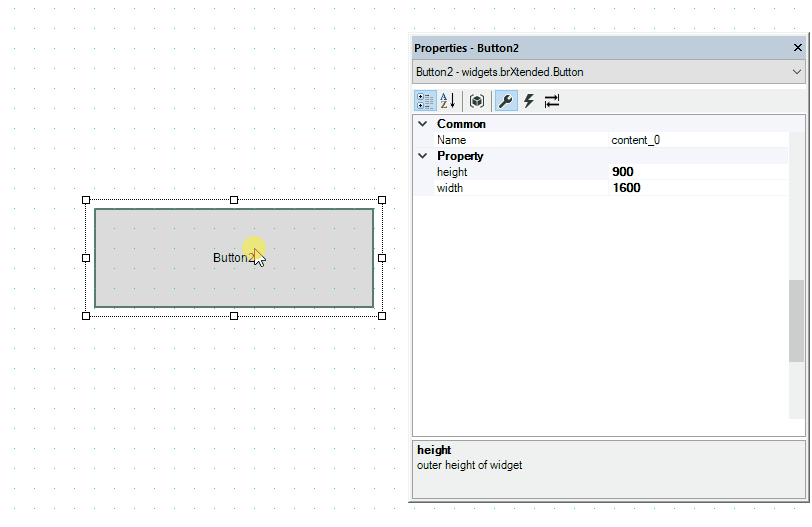 Properties - Button2
Button2 - widgets.brXtended.Button
Common
Name content_0
Property
height 900
width 1600
Button2
height
outer height of widget